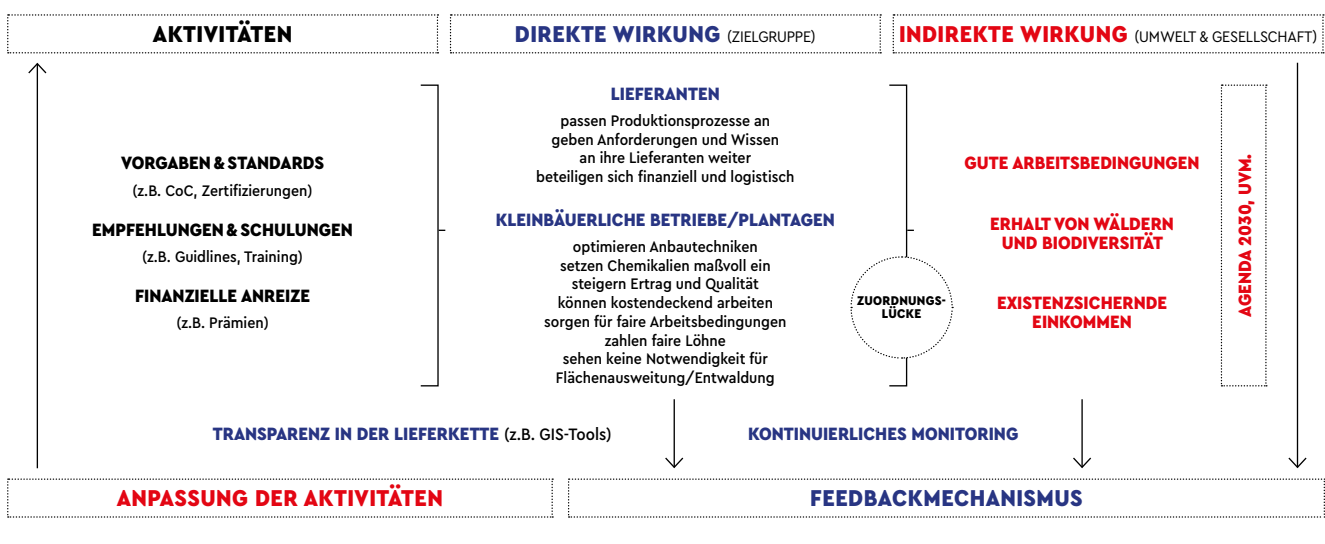 AKTIVITÄTEN
DIREKTE WIRKUNG (ZIELGRUPPE)
INDIREKTE WIRKUNG (UMWELT & GESELLSCHAFT)
VORGABEN & STANDARDS
(z.B. CoC, Zertifizierungen)
EMPFEHLUNGEN & SCHULUNGEN
(z.B. Guidlines, Training)
FINANZIELLE ANREIZE
(z.B. Prämien)
LIEFERANTEN
passen Produktionsprozesse an
geben Anforderungen und Wissen
an ihre Lieferanten weiter
beteiligen sich finanziell und logistisch
KLEINBÄUERLICHE BETRIEBE/PLANTAGEN
optimieren Anbautechniken
setzen Chemikalien maßvoll ein
steigern Ertrag und Qualität
können kostendeckend arbeiten
sorgen für faire Arbeitsbedingungen
zahlen faire Löhne
sehen keine Notwendigkeit für
Flächenausweitung/Entwaldung
ZUORDNUNGS-
LÜCKE
GUTE ARBEITSBEDINGUNGEN
ERHALT VON WÄLDERN
UND BIODIVERSITÄT
EXISTENZSICHERNDE
EINKOMMEN
AGENDA 2030, UVM.
TRANSPARENZ IN DER LIEFERKETTE (z.B. GIS-Tools)
KONTINUIERLICHES MONITORING
ANPASSUNG DER AKTIVITÄTEN
FEEDBACKMECHANISMUS